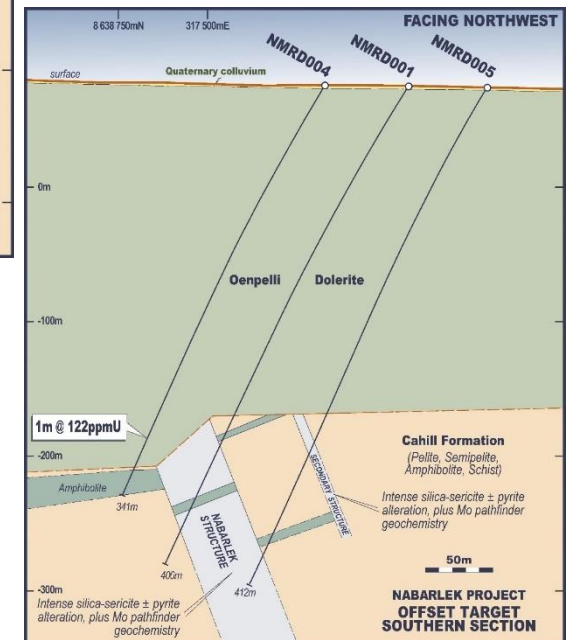 FACING NORTHWEST
8 638 750mN
317 500mE
NMRD004
NMRD001
NMRD005
surface
Quaternary colluvium
0m
Oenpelli
Dolerite
-100m
1m @ 122ppmU
-200m
Amphibolite
341m
NABARLEK
STRUCTURE
SECONDARY STRUCTURE
Cahill Formation
(Pelite, Semipelite,
Amphibolite, Schist)
Intense silica-sericite ± pyrite
alteration, plus Mo pathfinder
geochemistry
406m
412m
50m
-300m
Intense silica-sericite ± pyrite
alteration, plus Mo pathfinder
geochemistry
NABARLEK PROJECT
OFFSET TARGET
SOUTHERN SECTION